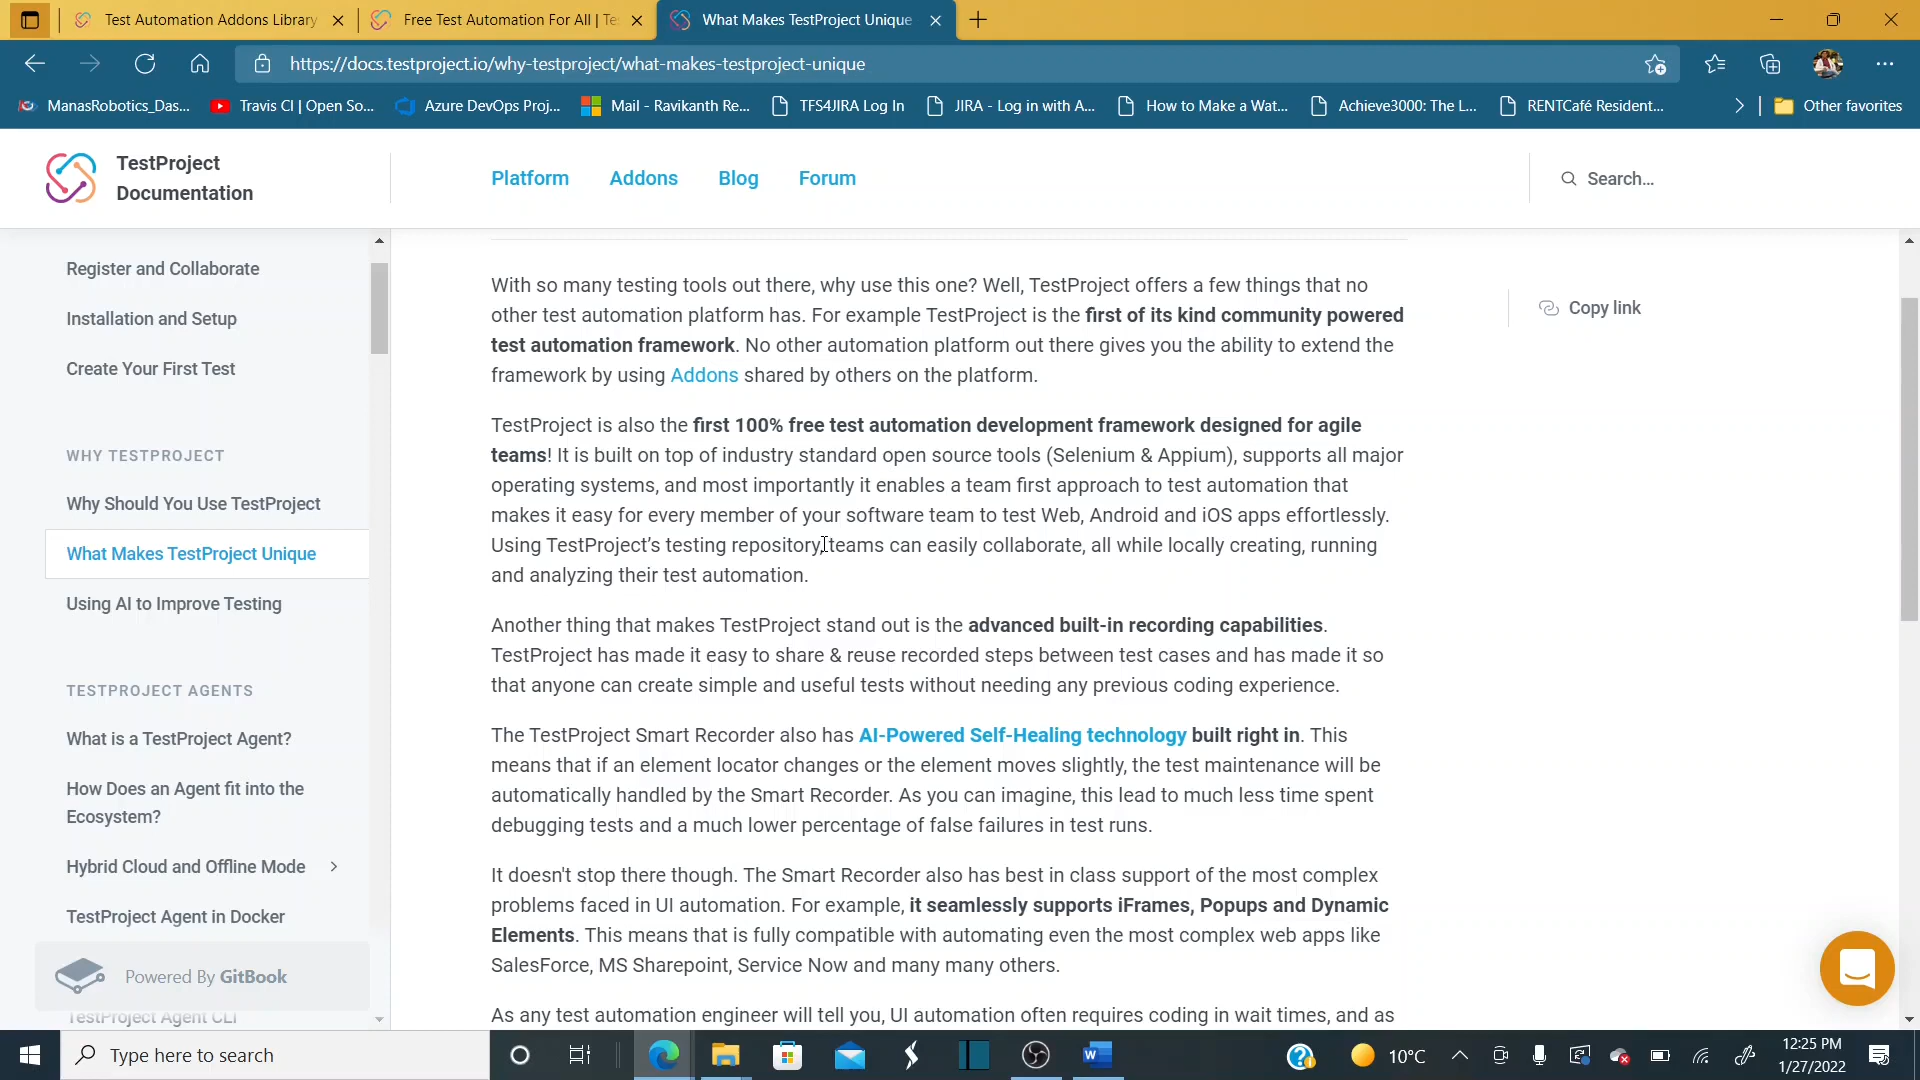 Test Automation Addons Library
Free Test Automation For All | Te
What Makes TestProject Unique
https://docs.testproject.io/why-testproject/what-makes-testproject-unique
ManasRobotics_Das...
Travis CI | Open So...
Azure DevOps Proj...
Mail - Ravikanth Re...
TFS4JIRA Log In
JIRA - Log in with A...
How to Make a Wat...
Achieve3000: The L...
RENTCafé Resident...
Other favorites
TestProject
Documentation
Platform
Addons
Blog
Forum
Search...
Register and Collaborate
Installation and Setup
Create Your First Test
WHY TESTPROJECT
Why Should You Use TestProject
What Makes TestProject Unique
Using AI to Improve Testing
TESTPROJECT AGENTS
What is a TestProject Agent?
How Does an Agent fit into the
Ecosystem?
Hybrid Cloud and Offline Mode
TestProject Agent in Docker
Powered By GitBook
TestProject Agent CLI
With so many testing tools out there, why use this one? Well, TestProject offers a few things that no
other test automation platform has. For example TestProject is the first of its kind community powered
test automation framework. No other automation platform out there gives you the ability to extend the
framework by using Addons shared by others on the platform.
TestProject is also the first 100% free test automation development framework designed for agile
teams! It is built on top of industry standard open source tools (Selenium & Appium), supports all major
operating systems, and most importantly it enables a team first approach to test automation that
makes it easy for every member of your software team to test Web, Android and iOS apps effortlessly.
Using TestProject’s testing repository, teams can easily collaborate, all while locally creating, running
and analyzing their test automation.
Another thing that makes TestProject stand out is the advanced built-in recording capabilities.
TestProject has made it easy to share & reuse recorded steps between test cases and has made it so
that anyone can create simple and useful tests without needing any previous coding experience.
The TestProject Smart Recorder also has AI-Powered Self-Healing technology built right in. This
means that if an element locator changes or the element moves slightly, the test maintenance will be
automatically handled by the Smart Recorder. As you can imagine, this lead to much less time spent
debugging tests and a much lower percentage of false failures in test runs.
It doesn't stop there though. The Smart Recorder also has best in class support of the most complex
problems faced in UI automation. For example, it seamlessly supports iFrames, Popups and Dynamic
Elements. This means that is fully compatible with automating even the most complex web apps like
SalesForce, MS Sharepoint, Service Now and many many others.
As any test automation engineer will tell you, UI automation often requires coding in wait times, and as
Copy link
Type here to search
10°C
12:25 PM
1/27/2022